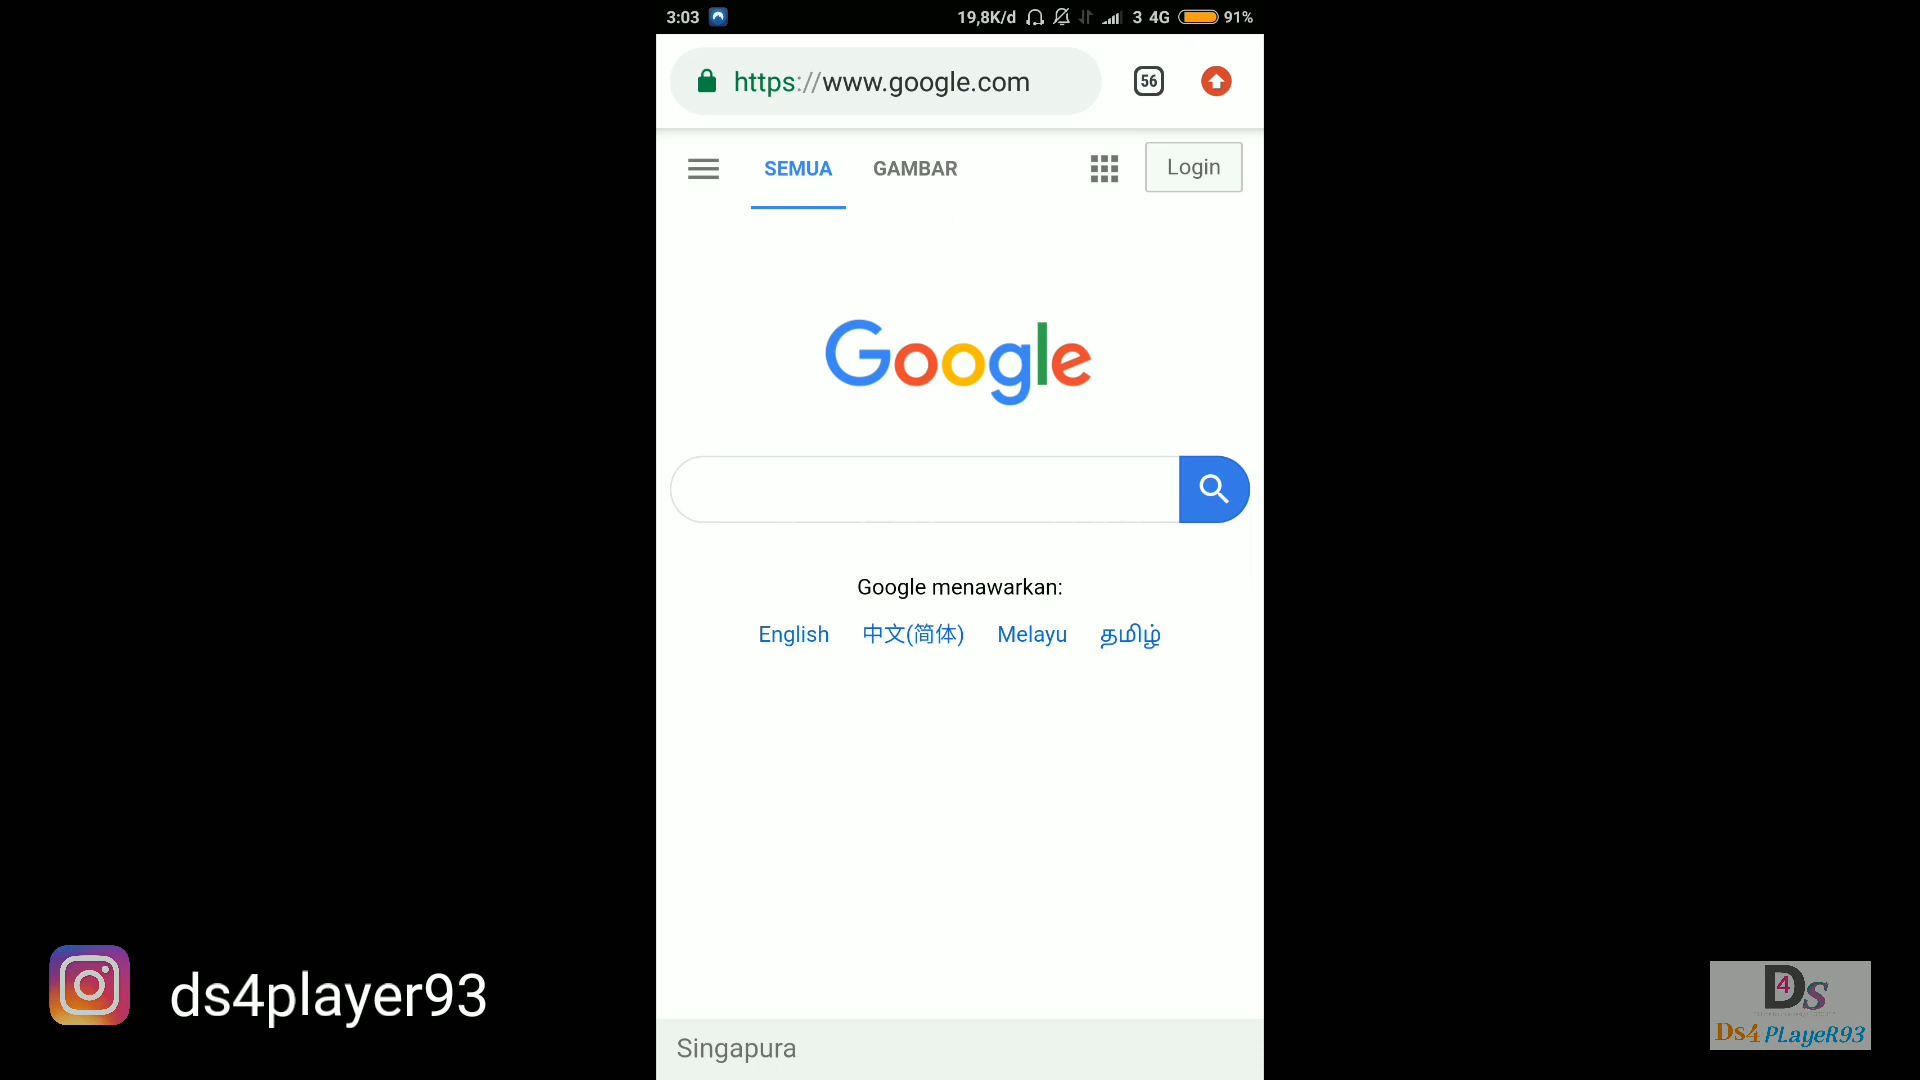 3:03 19,8K/d 3 4G 91%
https://www.google.com 56
SEMUA GAMBAR Login
Google
Google menawarkan:
English 中文(简体) Melayu தமிழ்
Singapura
ds4player93
D4s
Ds4 PLayeR93